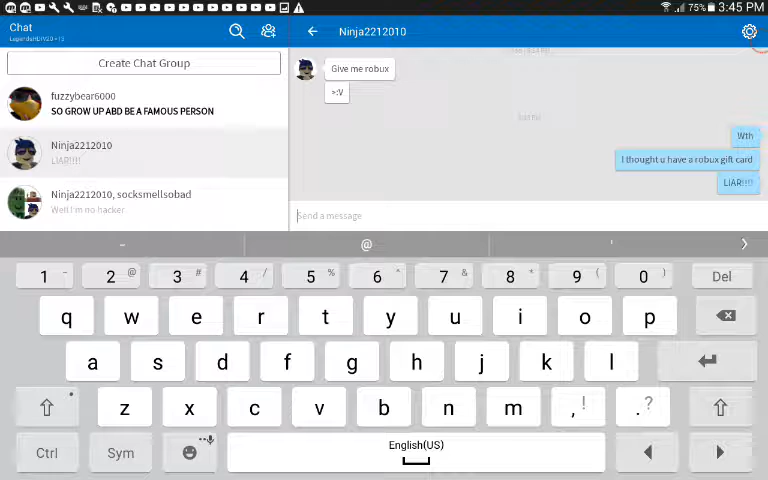 75% 3:45 PM
Chat
Ninja2212010
Create Chat Group
Give me robux
>:V
fuzzybear6000
SO GROW UP ABD BE A FAMOUS PERSON
Wth
Ninja2212010
LIAR!!!!
I thought u have a robux gift card
LIAR!!!!
Ninja2212010, socksmellsobad
Well I'm no hacker
Send a message
- @ '
1 - 2 @ 3 # 4 / 5 % 6 ^ 7 & 8 * 9 ( 0 ) Del
q w e r t y u i o p
a s d f g h j k l
z x c v b n m , ! . ?
Ctrl Sym English(US)